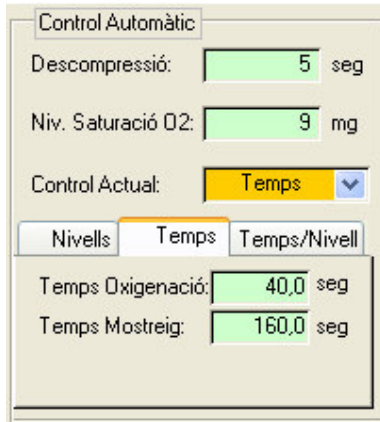 Control Automàtic
Descompressió: 5 seg
Niv. Saturació O2: 9 mg
Control Actual: Temps
Nivells Temps Temps/Nivell
Temps Oxigenació: 40,0 seg
Temps Mostreig: 160,0 seg